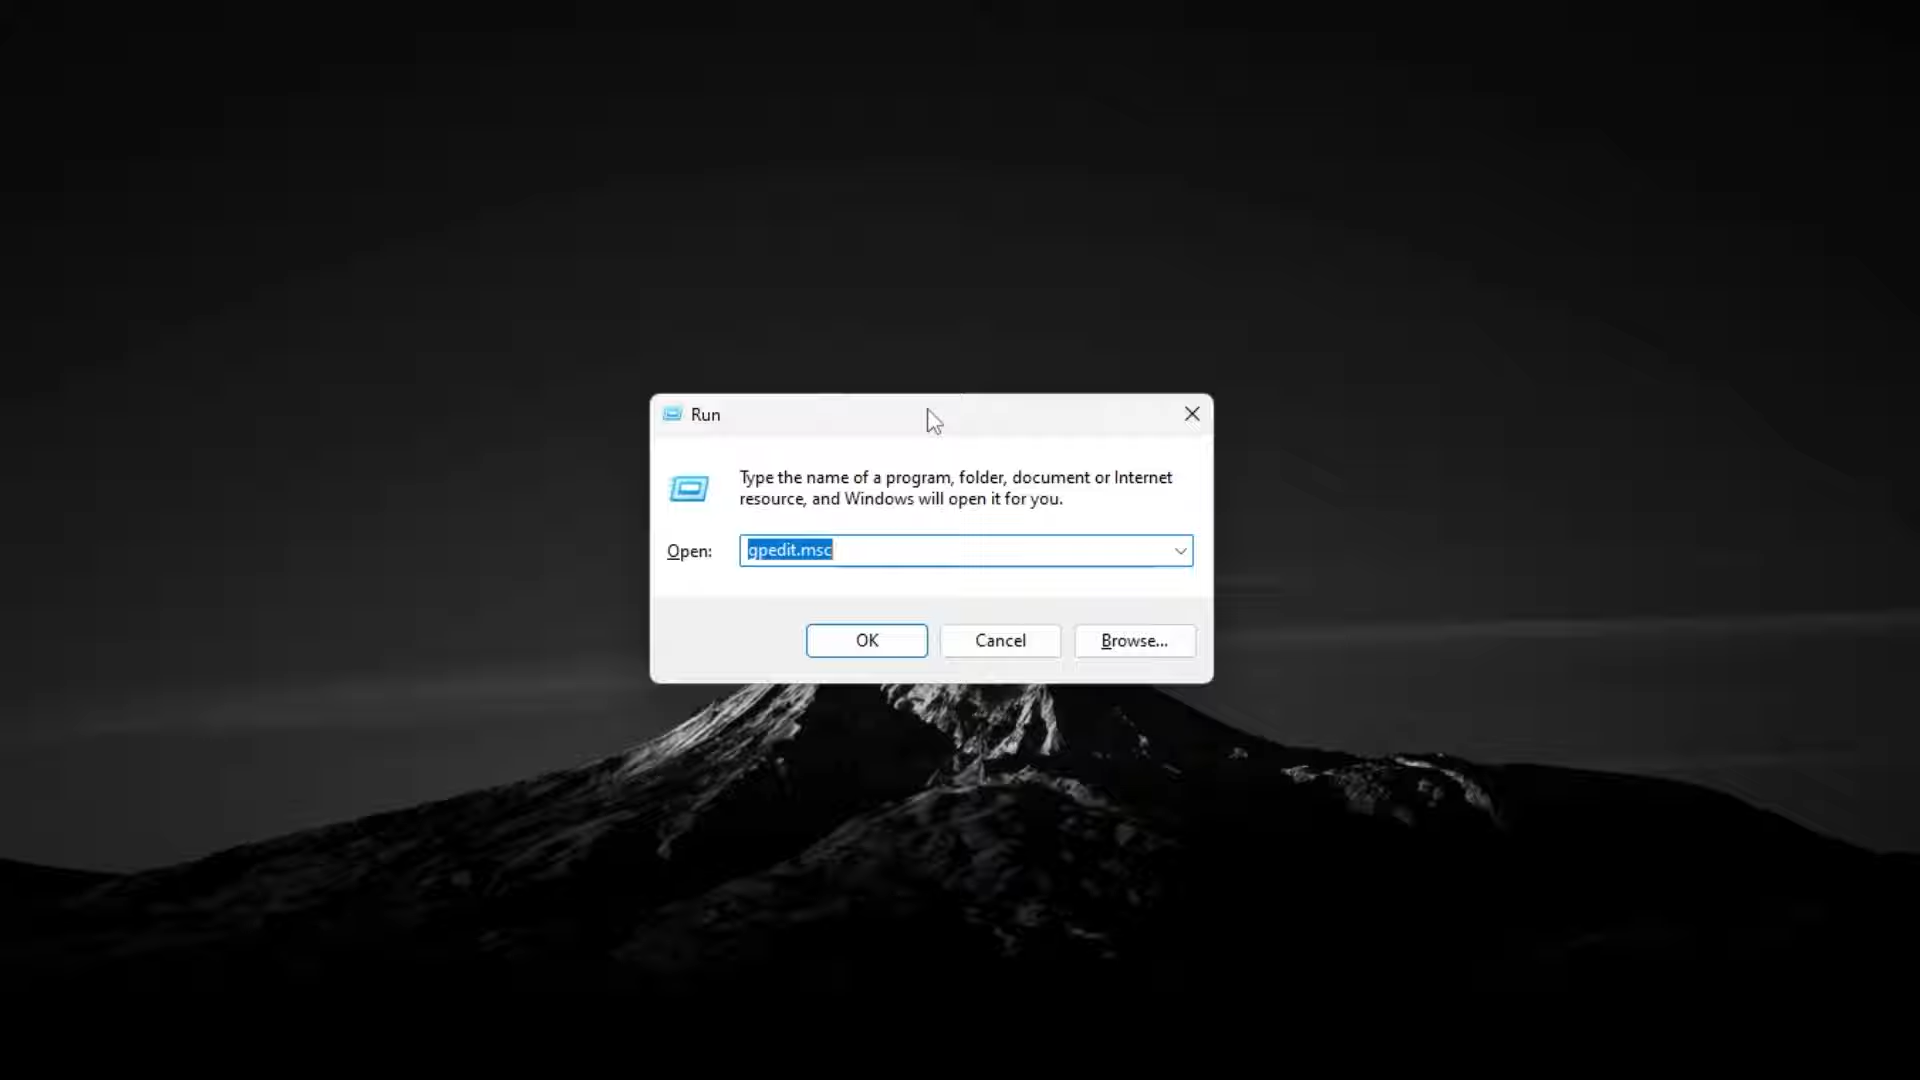 Run
Type the name of a program, folder, document or Internet
resource, and Windows will open it for you.
Open: gpedit.msc
OK Cancel Browse...